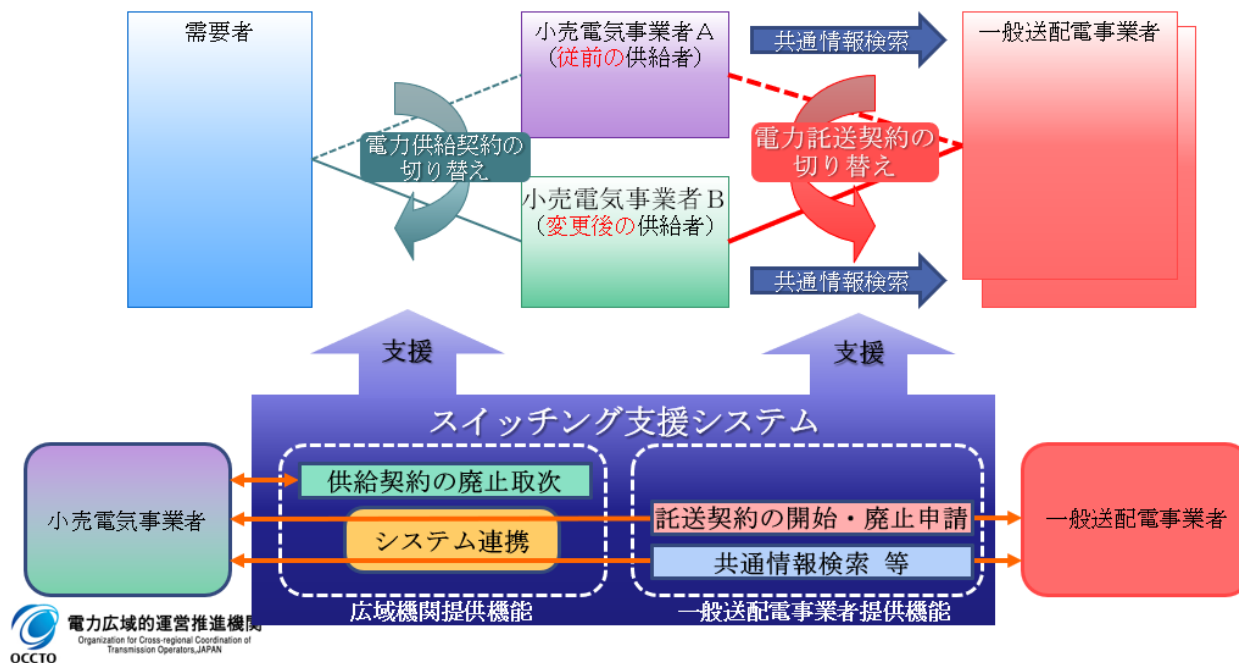 需要者
小売電気事業者A
(従前の供給者)
共通情報検索
一般送配電事業者
電力供給契約の
切り替え
電力託送契約の
切り替え
小売電気事業者B
(変更後の供給者)
共通情報検索
支援
支援
スイッチング支援システム
供給契約の廃止取次
小売電気事業者
託送契約の開始・廃止申請
一般送配電事業者
システム連携
共通情報検索 等
広域機関提供機能
一般送配電事業者提供機能
電力広域的運営推進機関
Organization for Cross-regional Coordination of
Transmission Operators,JAPAN
OCCTO